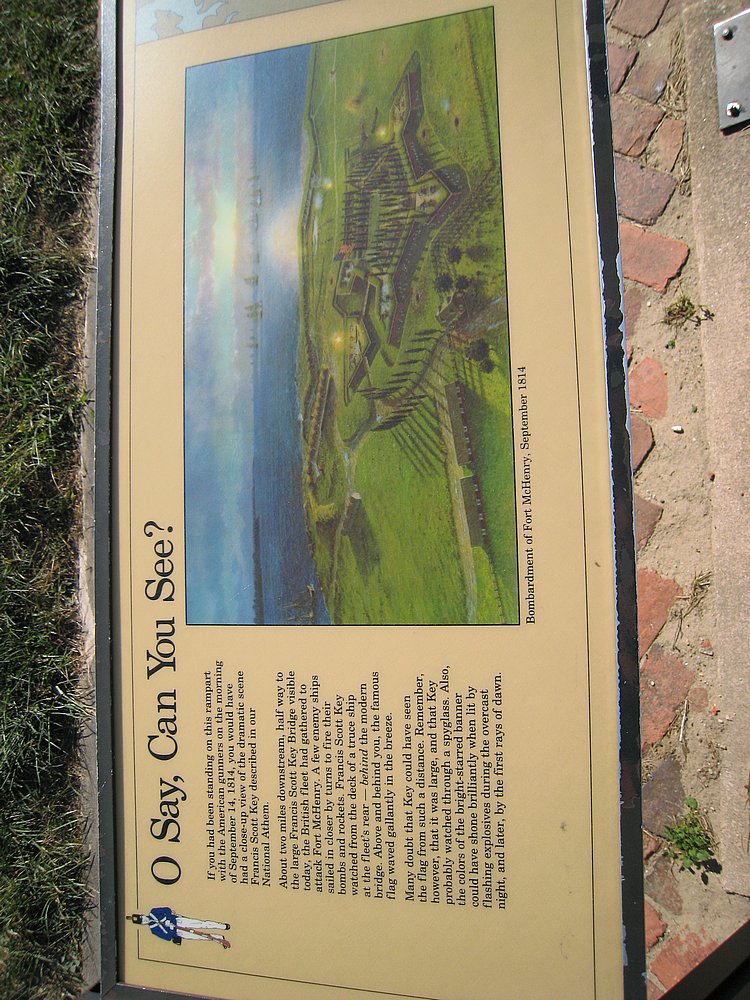 O Say, Can You See?
If you had been standing on this rampart
with the American gunners on the morning
of September 14, 1814, you would have
had a close-up view of the dramatic scene
Francis Scott Key described in our
National Athem.
About two miles downstream, half way to
the large Francis Scott Key Bridge visible
today, the British fleet had gathered to
attack Fort McHenry. A few enemy ships
sailed in closer by turns to fire their
bombs and rockets. Francis Scott Key
watched from the deck of a truce ship
at the fleet's rear — behind the modern
bridge. Above and behind you, the famous
flag waved gallantly in the breeze.
Many doubt that Key could have seen
the flag from such a distance. Remember,
however, that it was large, and that Key
probably watched through a spyglass. Also,
the colors of the bright-starred banner
could have shone brilliantly when lit by
flashing explosives during the overcast
night, and later, by the first rays of dawn.
Bombardment of Fort McHenry, September 1814